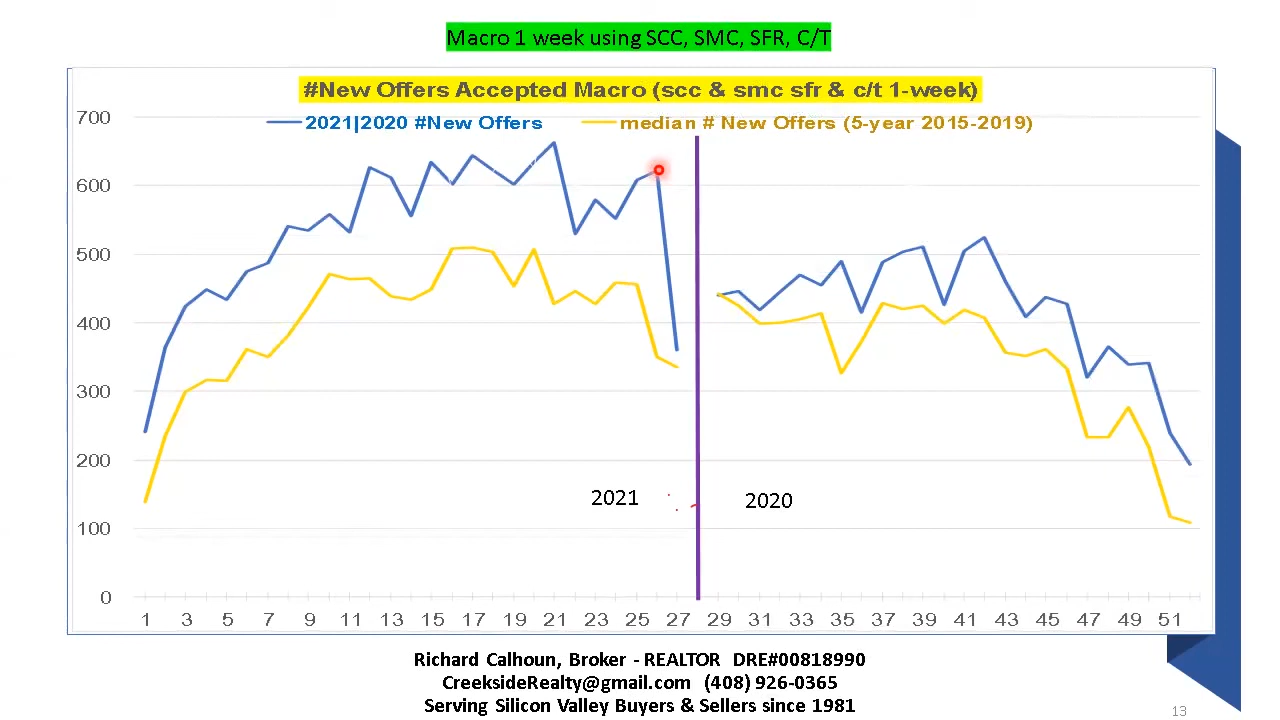 Macro 1 week using SCC, SMC, SFR, C/T
#New Offers Accepted Macro (scc & smc sfr & c/t 1-week)
2021|2020 #New Offers
median # New Offers (5-year 2015-2019)
700
600
500
400
300
200
100
0
2021
2020
1 3 5 7 9 11 13 15 17 19 21 23 25 27 29 31 33 35 37 39 41 43 45 47 49 51
Richard Calhoun, Broker - REALTOR DRE#00818990
CreeksideRealty@gmail.com (408) 926-0365
Serving Silicon Valley Buyers & Sellers since 1981
13